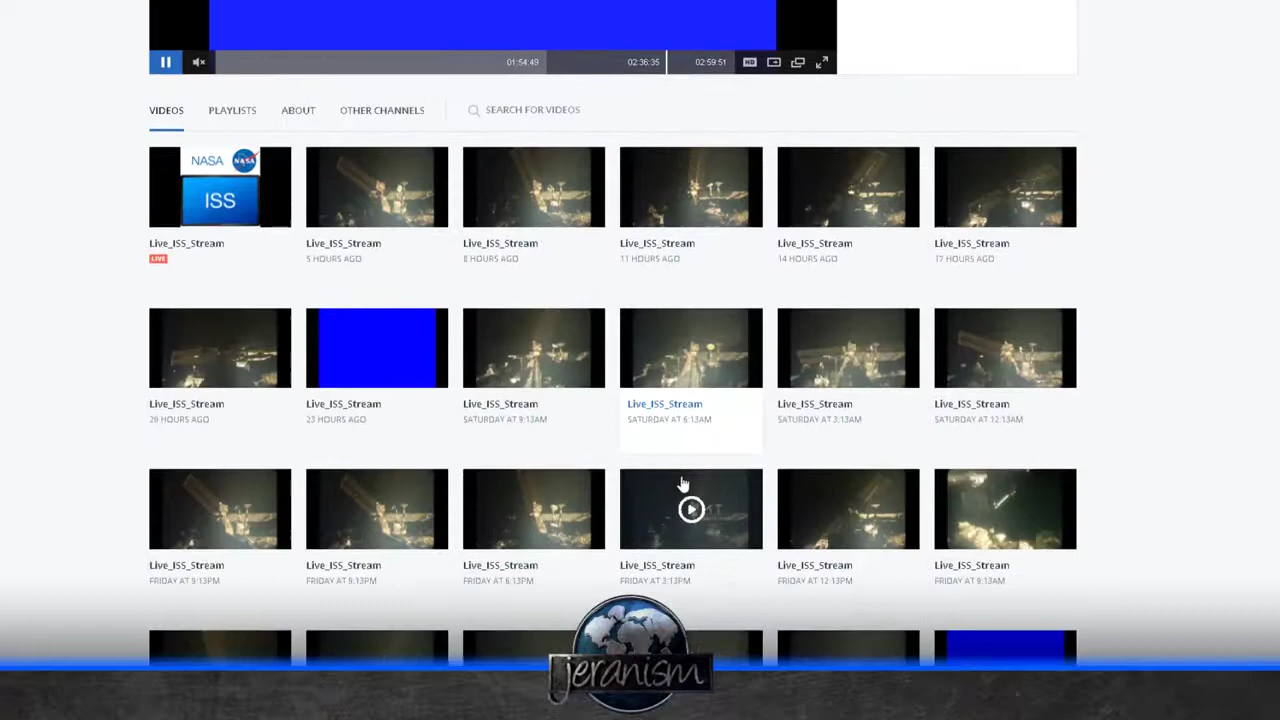 01:54:49 02:36:35 02:59:51 HD
VIDEOS PLAYLISTS ABOUT OTHER CHANNELS SEARCH FOR VIDEOS
NASA NASA
ISS
Live_ISS_Stream Live_ISS_Stream Live_ISS_Stream Live_ISS_Stream Live_ISS_Stream Live_ISS_Stream
LIVE 5 HOURS AGO 8 HOURS AGO 11 HOURS AGO 14 HOURS AGO 17 HOURS AGO
Live_ISS_Stream Live_ISS_Stream Live_ISS_Stream Live_ISS_Stream Live_ISS_Stream Live_ISS_Stream
20 HOURS AGO 23 HOURS AGO SATURDAY AT 9:13AM SATURDAY AT 6:13AM SATURDAY AT 3:13AM SATURDAY AT 12:13AM
Live_ISS_Stream Live_ISS_Stream Live_ISS_Stream Live_ISS_Stream Live_ISS_Stream Live_ISS_Stream
FRIDAY AT 9:13PM FRIDAY AT 9:13PM FRIDAY AT 6:13PM FRIDAY AT 3:13PM FRIDAY AT 12:13PM FRIDAY AT 9:13AM
jeranism